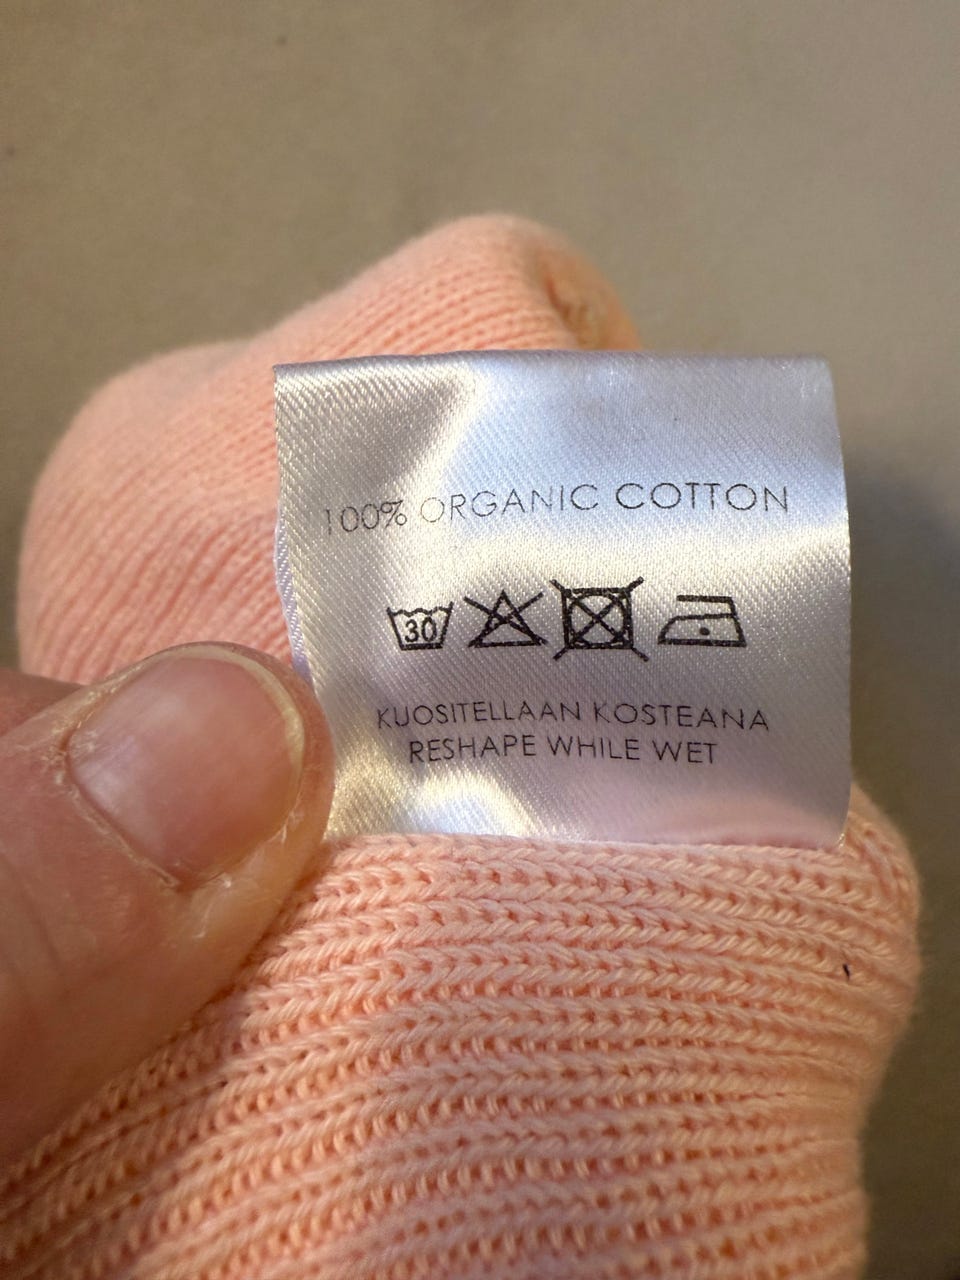 100% ORGANIC COTTON
30
KUOSITELLAAN KOSTEANA
RESHAPE WHILE WET